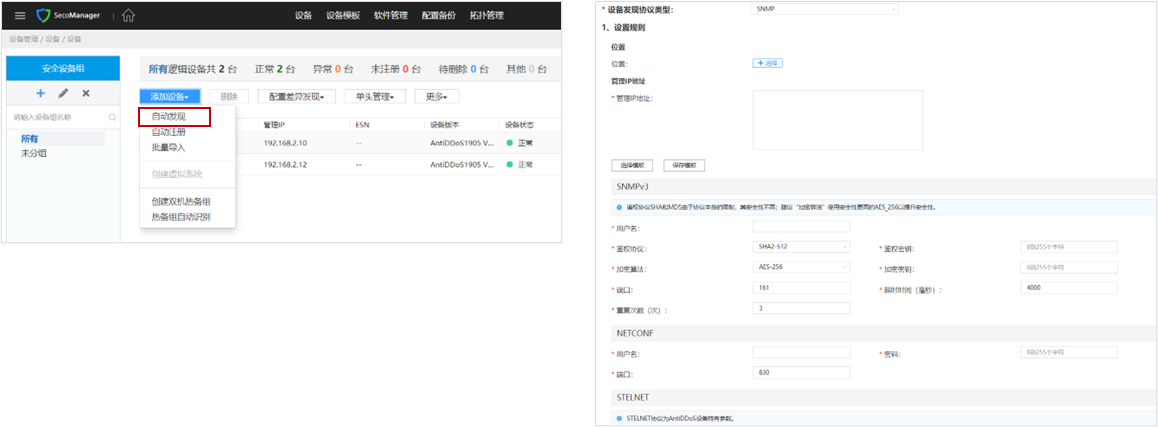 SecoManager
设备 设备模板 软件管理 配置备份 拓扑管理
设备管理 / 设备 / 设备
安全设备组
所有逻辑设备共 2 台 正常 2 台 异常 0 台 未注册 0 台 待删除 0 台 其他 0 台
添加设备 删除 配置差异发现 单头管理 更多
请输入设备组名称
自动发现
自动注册
批量导入
创建虚拟系统
创建双机热备组
热备组自动识别
所有
未分组
管理IP ESN 设备版本 设备状态
192.168.2.10 -- AntiDDoS1905 V... 正常
192.168.2.12 -- AntiDDoS1905 V... 正常
* 设备发现协议类型: SNMP
1、设置规则
位置
位置: + 选择
管理IP地址
* 管理IP地址:
选择模板 保存模板
SNMPv3
鉴权协议SHA和MD5由于协议本身的限制，其安全性不高；建议“加密算法”使用安全性更高的AES_256以提升安全性。
* 用户名:
* 鉴权协议: SHA2-512 * 鉴权密钥: 8到255个字符
* 加密算法: AES-256 * 加密密钥: 8到255个字符
* 端口: 161 * 超时时间（毫秒）: 4000
* 重复次数（次）: 3
NETCONF
* 用户名: * 密码: 8到255个字符
* 端口: 830
STELNET
STELNET协议为AntiDDoS设备特有参数。